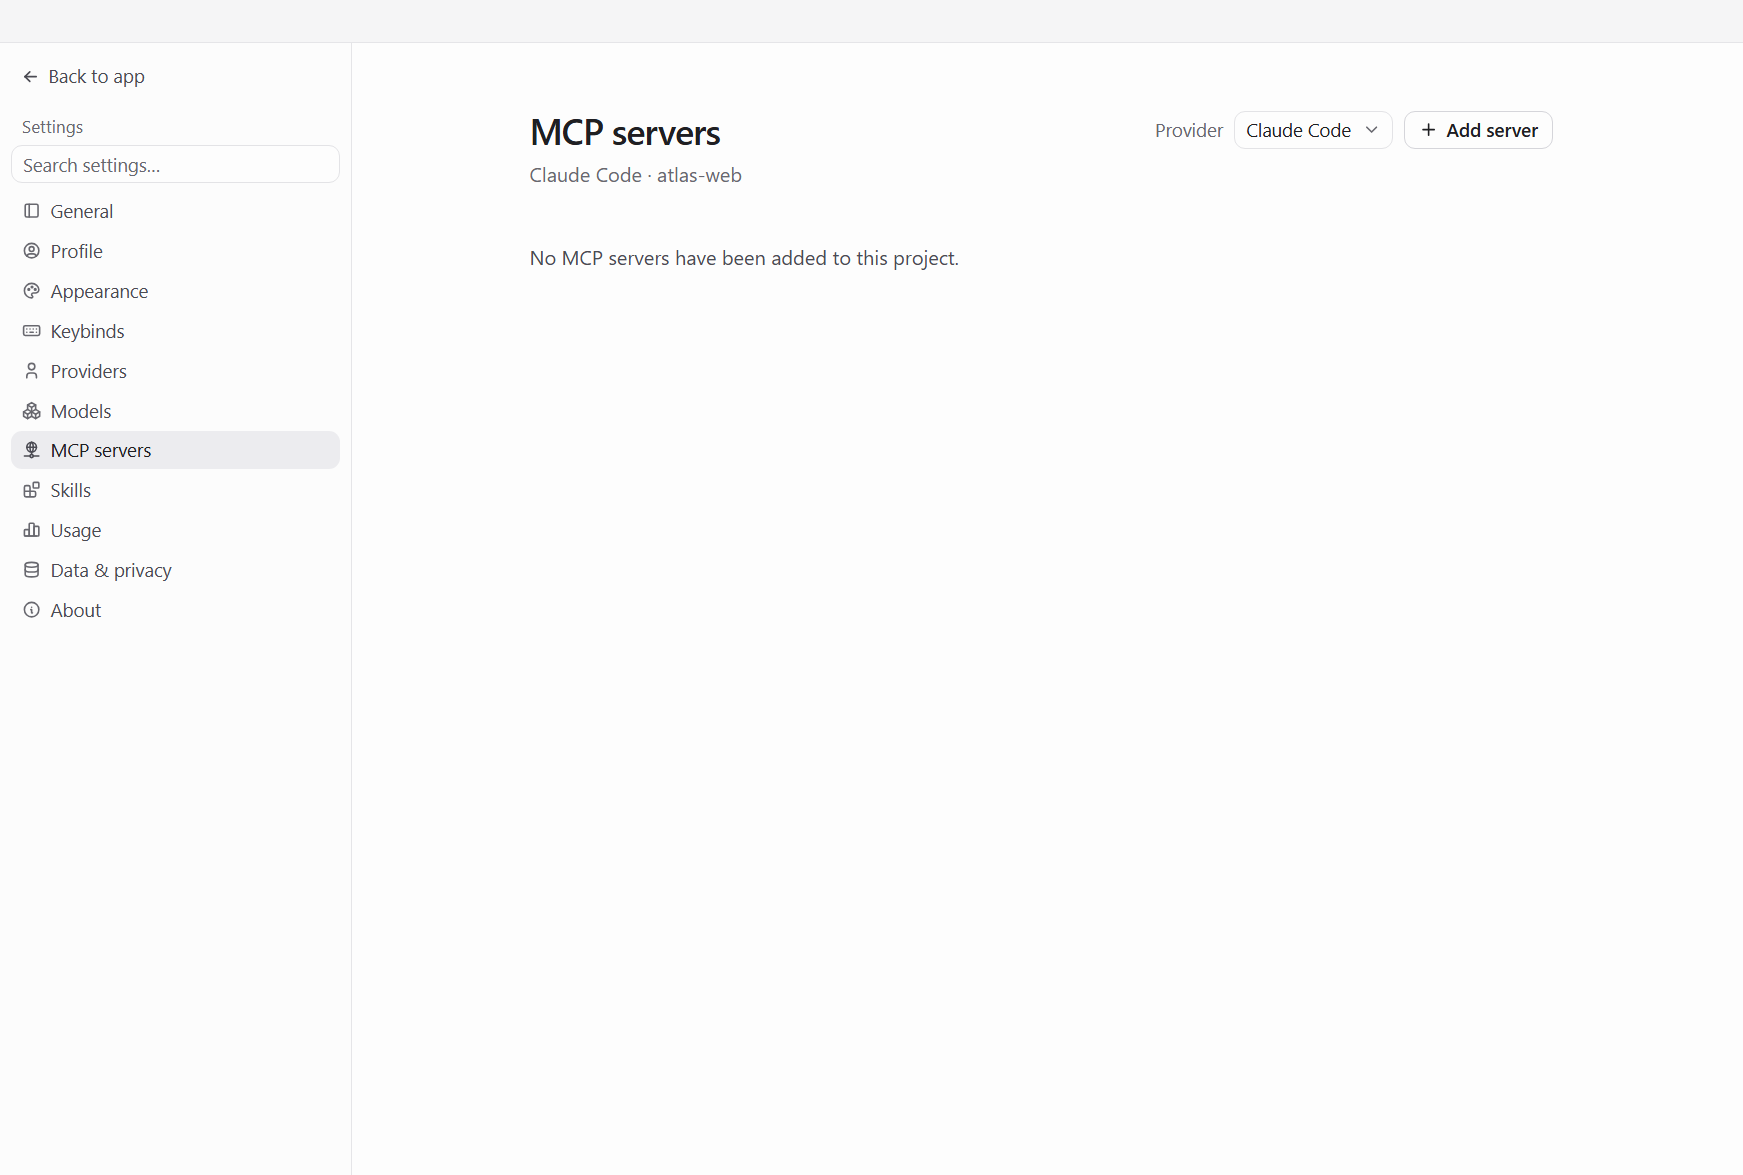 Back to app
Settings
Search settings...
General
Profile
Appearance
Keybinds
Providers
Models
MCP servers
Skills
Usage
Data & privacy
About
MCP servers
Provider
Claude Code
Add server
Claude Code · atlas-web
No MCP servers have been added to this project.